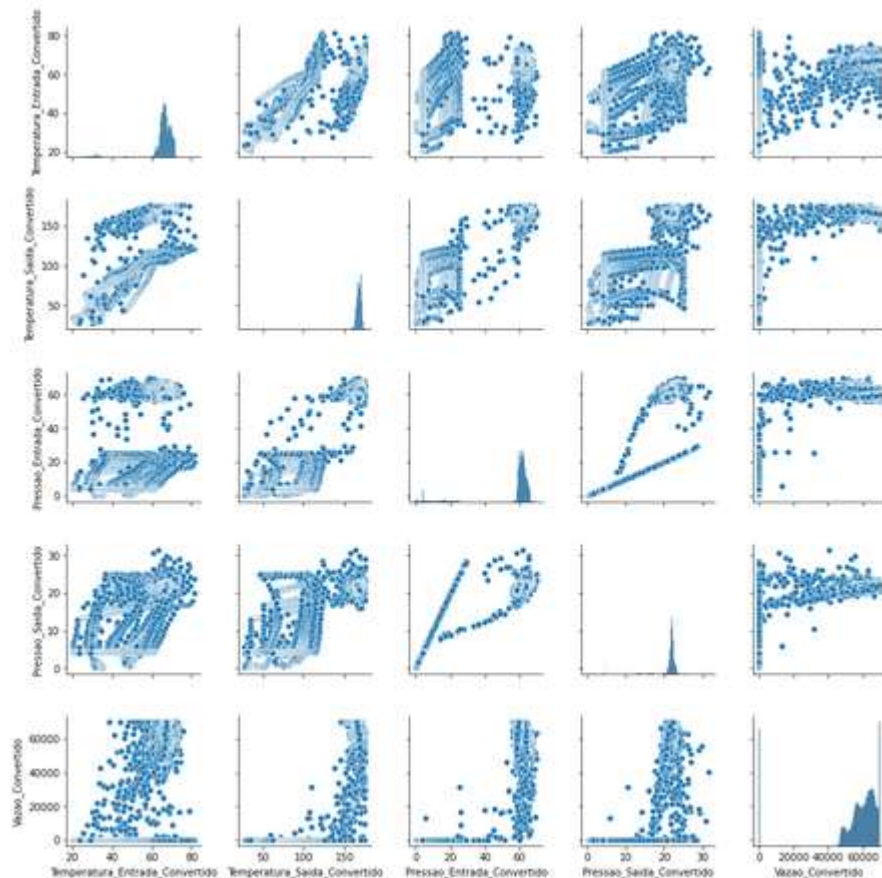 Temperatura_Entrada_Convertido
80
60
40
20
Temperatura_Saida_Convertido
150
100
50
Pressao_Entrada_Convertido
60
40
20
0
Pressao_Saida_Convertido
30
20
10
0
Vazao_Convertido
60000
40000
20000
0
20 40 60 80
50 100 150
0 20 40 60
0 10 20 30
0 20000 40000 60000
Temperatura_Entrada_Convertido
Temperatura_Saida_Convertido
Pressao_Entrada_Convertido
Pressao_Saida_Convertido
Vazao_Convertido